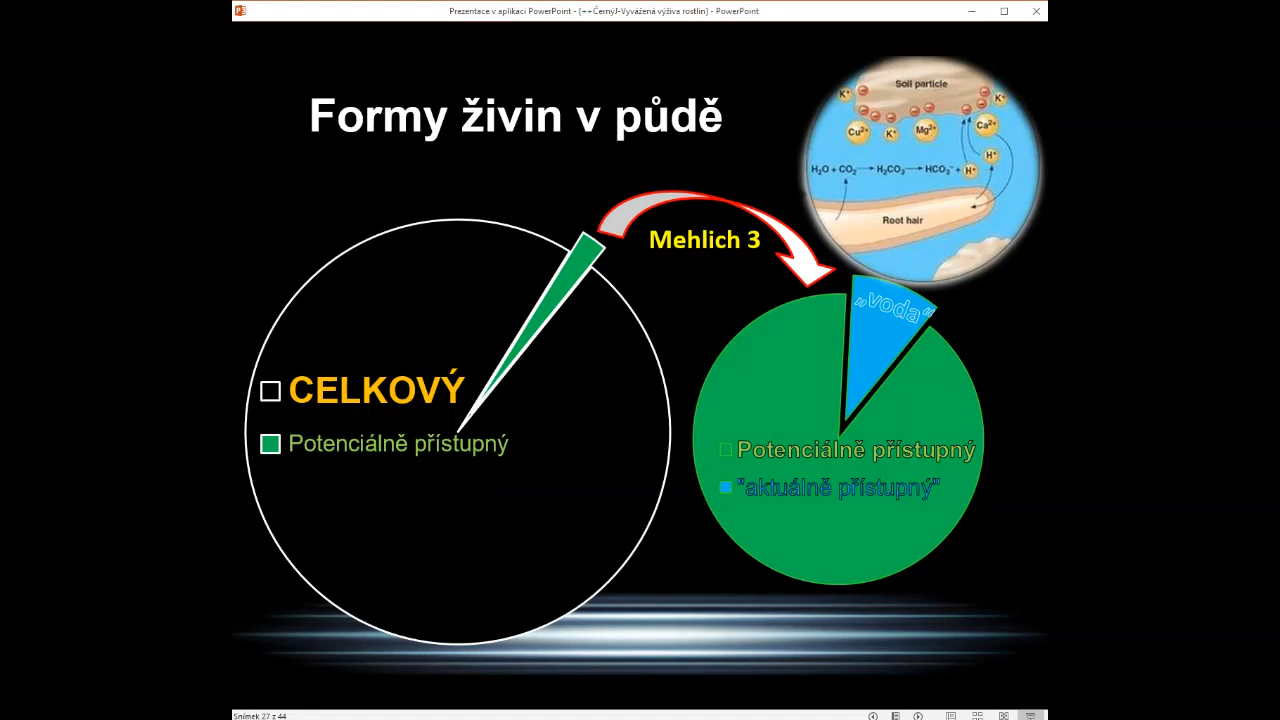 Prezentace v aplikaci PowerPoint - [++ČernýJ-Vyvážená výživa rostlin] - PowerPoint
Formy živin v půdě
Soil particle
K⁺
K⁺
Cu²⁺
K⁺
Mg²⁺
Ca²⁺
H⁺
H₂O + CO₂ → H₂CO₃ → HCO₃⁻ + H⁺
Root hair
Mehlich 3
„voda“
CELKOVÝ
Potenciálně přístupný
Potenciálně přístupný
"aktuálně přístupný"
Snímek 27 z 44